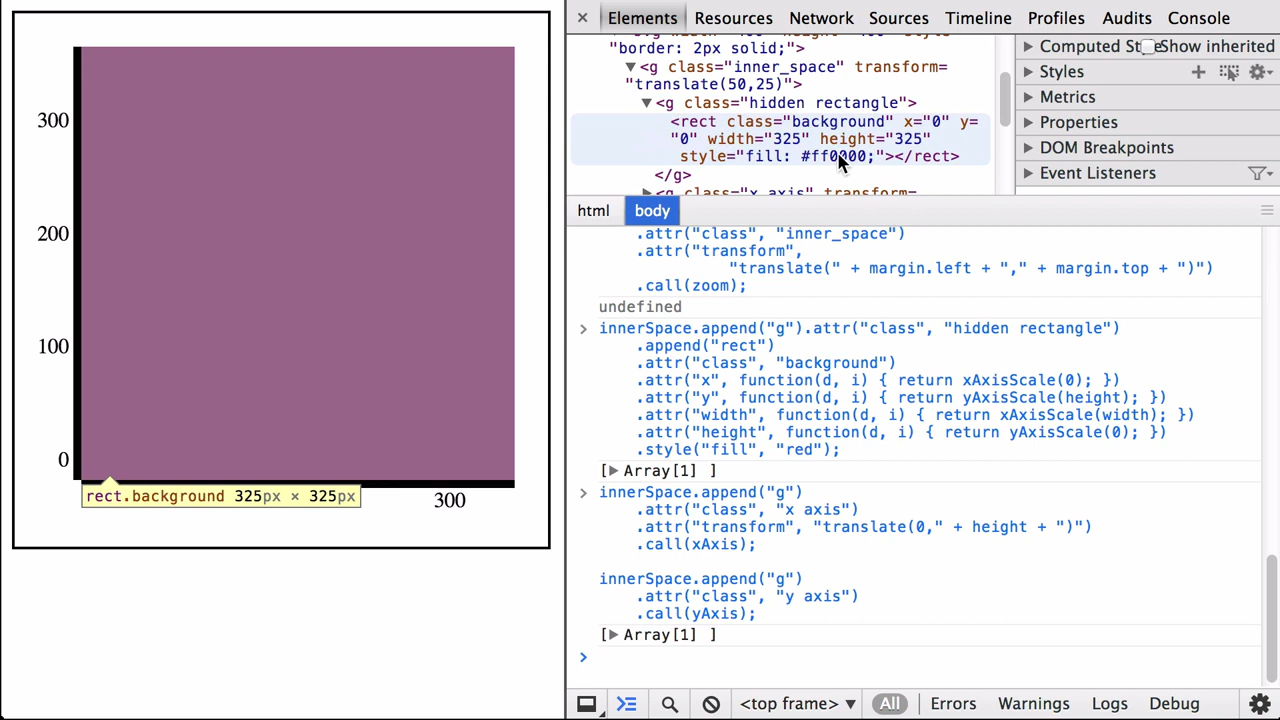 300
200
100
0
300
rect.background 325px × 325px
× Elements Resources Network Sources Timeline Profiles Audits Console
"border: 2px solid;">
▼<g class="inner_space" transform=
"translate(50,25)">
▼<g class="hidden rectangle">
<rect class="background" x="0" y=
"0" width="325" height="325"
style="fill: #ff0000;"></rect>
</g>
▶<g class="x axis" transform=
▶ Computed Style Show inherited
▶ Styles
▶ Metrics
▶ Properties
▶ DOM Breakpoints
▶ Event Listeners
html body
.attr("class", "inner_space")
.attr("transform",
"translate(" + margin.left + "," + margin.top + ")")
.call(zoom);
undefined
> innerSpace.append("g").attr("class", "hidden rectangle")
.append("rect")
.attr("class", "background")
.attr("x", function(d, i) { return xAxisScale(0); })
.attr("y", function(d, i) { return yAxisScale(height); })
.attr("width", function(d, i) { return xAxisScale(width); })
.attr("height", function(d, i) { return yAxisScale(0); })
.style("fill", "red");
[▶Array[1] ]
> innerSpace.append("g")
.attr("class", "x axis")
.attr("transform", "translate(0," + height + ")")
.call(xAxis);
innerSpace.append("g")
.attr("class", "y axis")
.call(yAxis);
[▶Array[1] ]
>
<top frame> ▼ All Errors Warnings Logs Debug